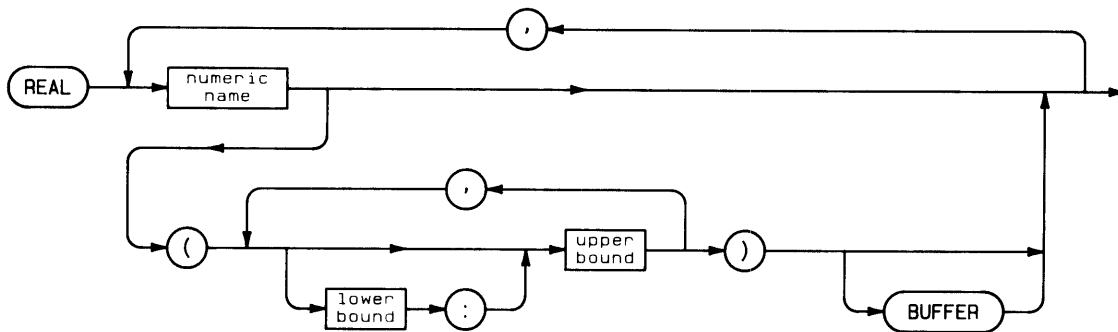 ,
REAL
numeric
name
,
(
upper
bound
)
lower
bound
:
BUFFER